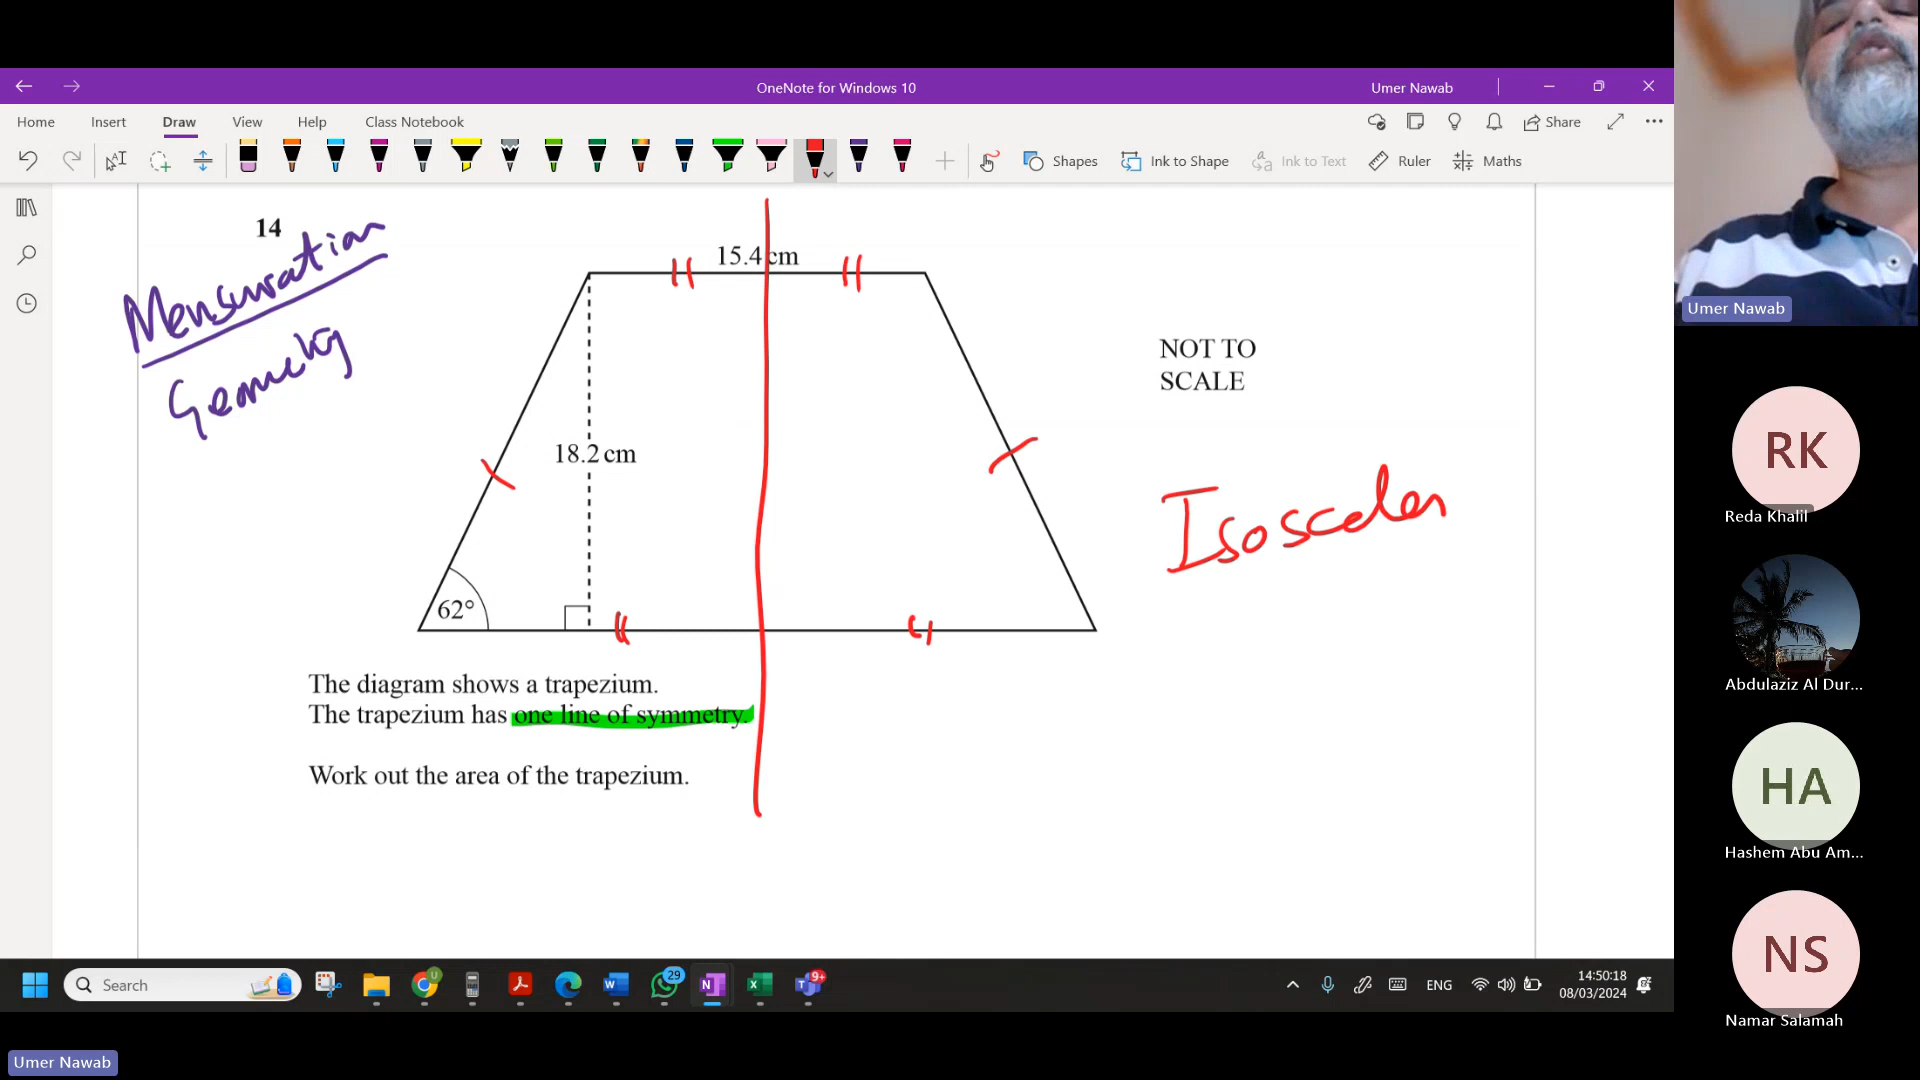 OneNote for Windows 10
Umer Nawab
Home Insert Draw View Help Class Notebook
Share
Shapes Ink to Shape Ink to Text Ruler Maths
14
Mensuration
Geometry
15.4 cm
18.2 cm
62°
NOT TO
SCALE
Isosceles
The diagram shows a trapezium.
The trapezium has one line of symmetry.
Work out the area of the trapezium.
Search
U
29
9+
ENG
14:50:18
08/03/2024
Umer Nawab
Umer Nawab
RK
Reda Khalil
Abdulaziz Al Dur...
HA
Hashem Abu Am...
NS
Namar Salamah